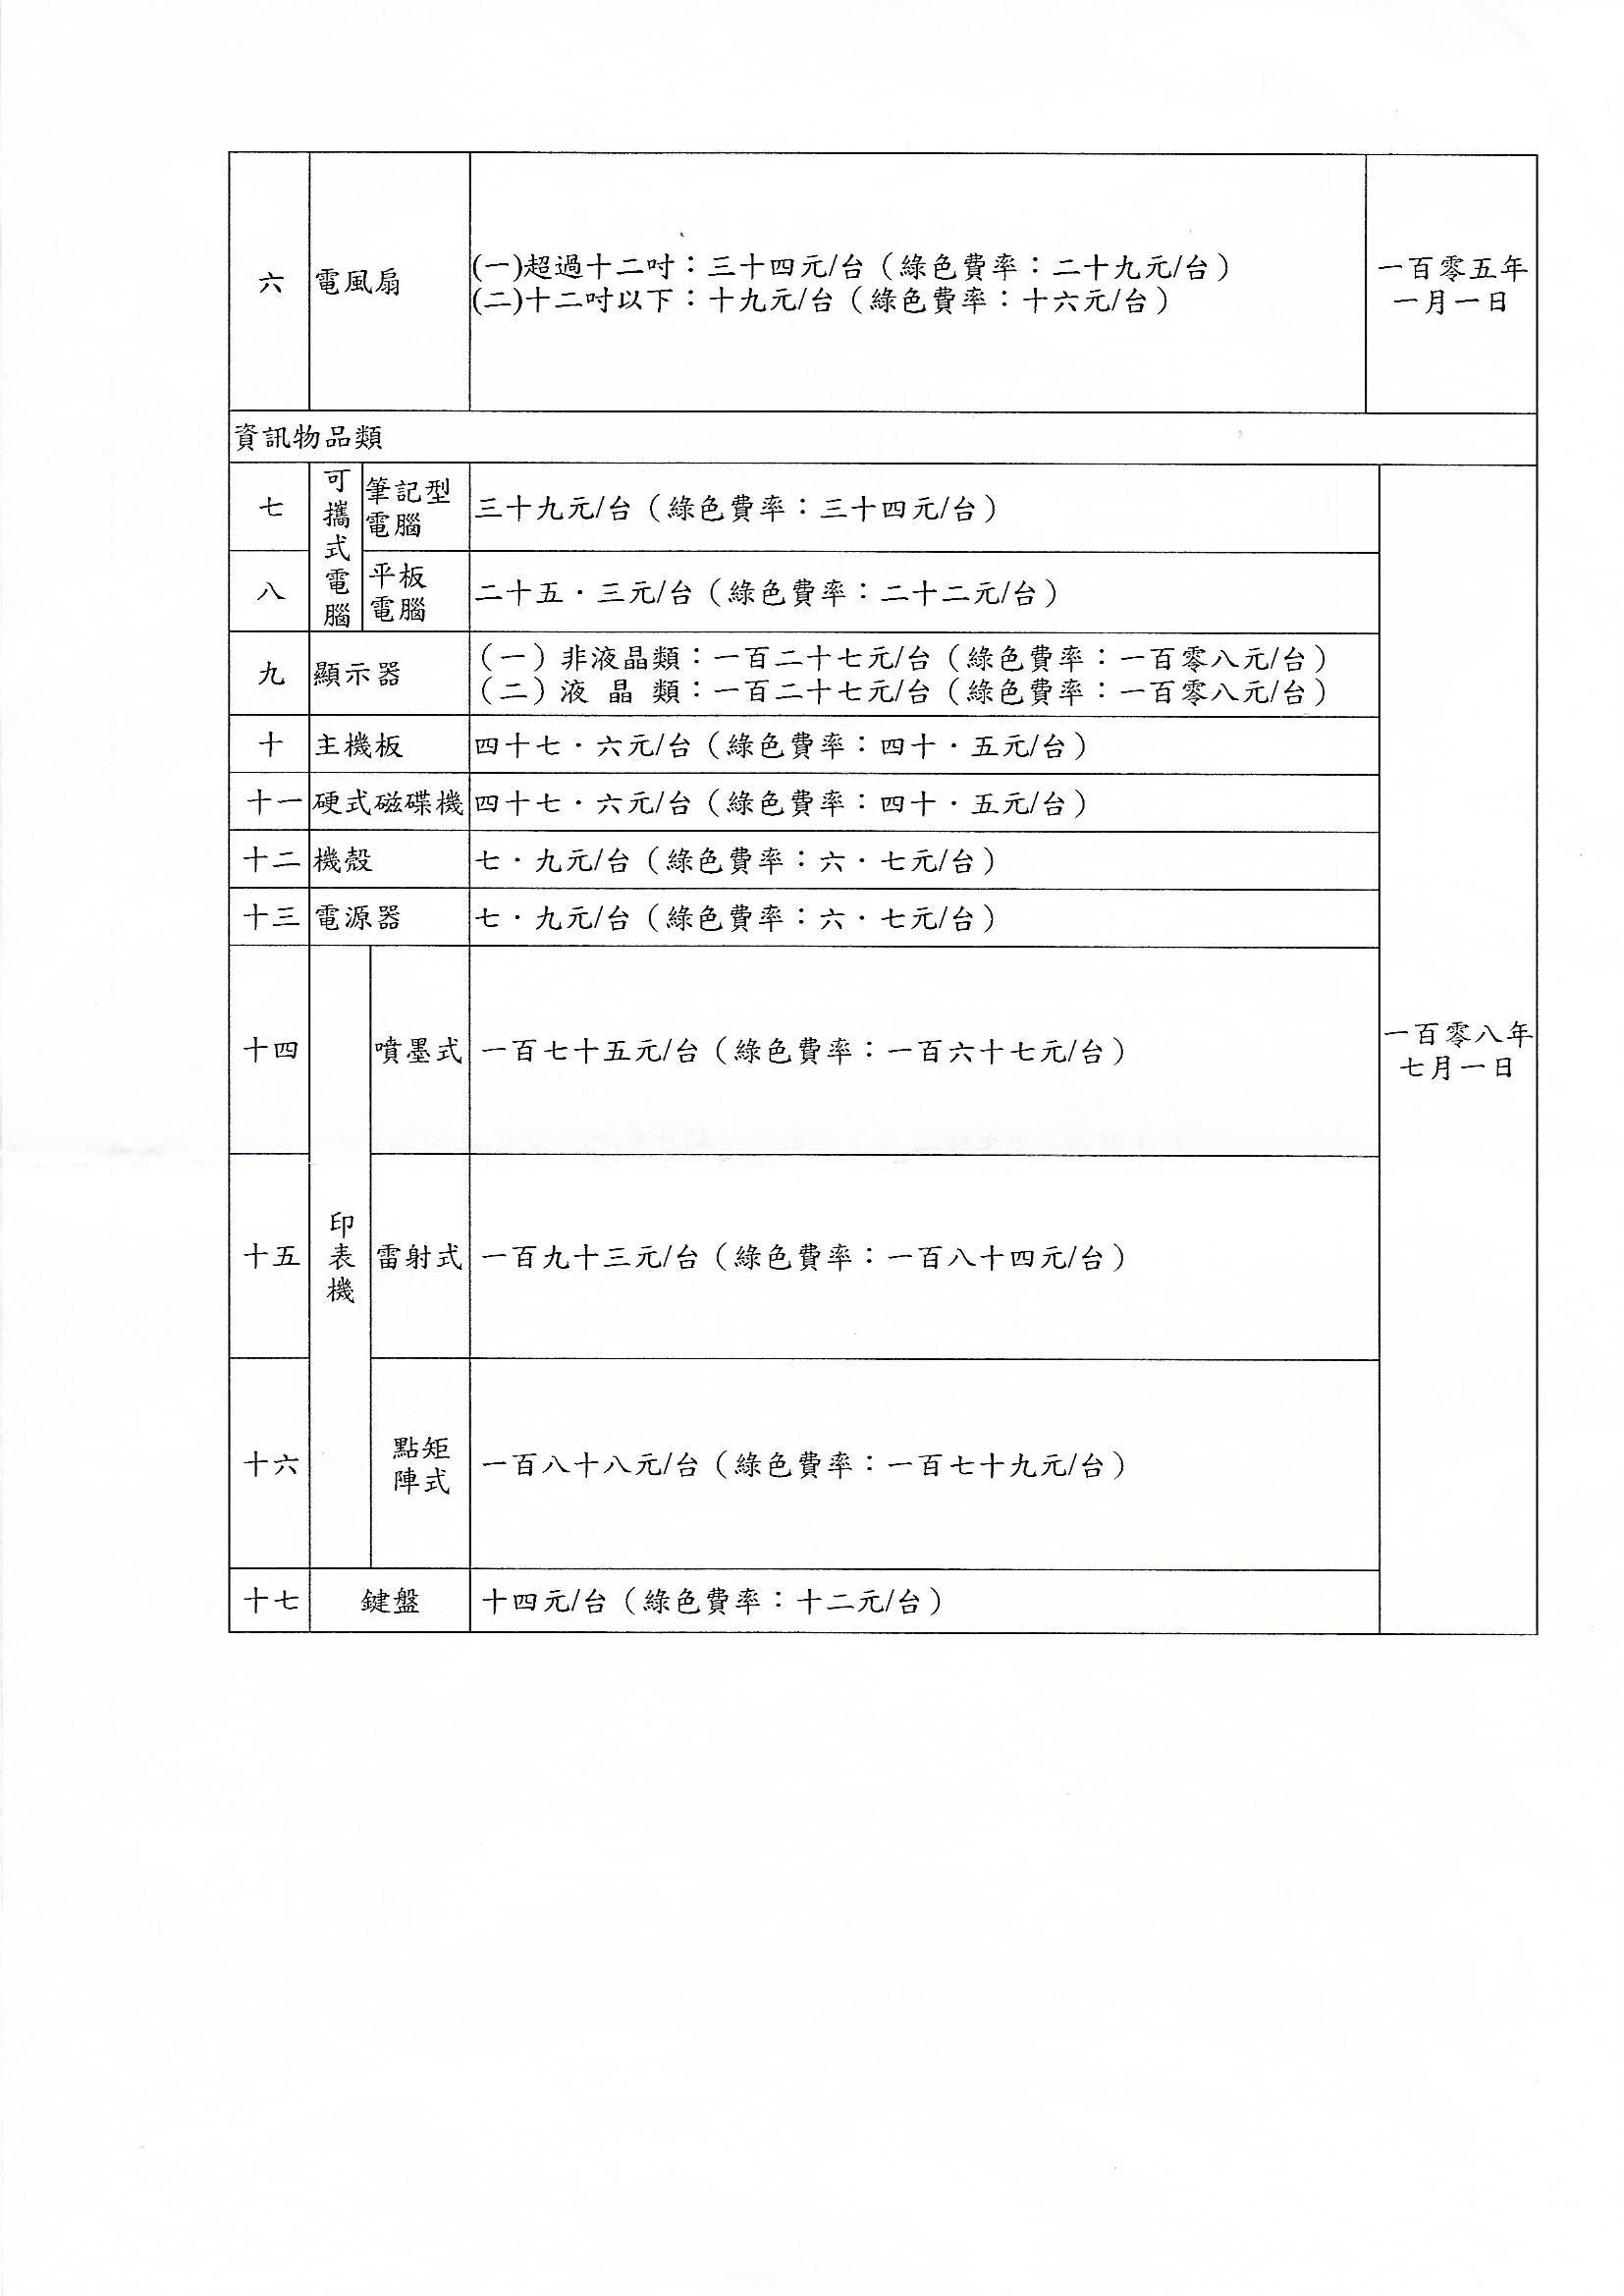 六 電風扇 (一)超過十二吋：三十四元/台（綠色費率：二十九元/台）
(二)十二吋以下：十九元/台（綠色費率：十六元/台）
一百零五年
一月一日
資訊物品類
可攜式電腦
七 筆記型
電腦
三十九元/台（綠色費率：三十四元/台）
八 平板
電腦
二十五．三元/台（綠色費率：二十二元/台）
九 顯示器 （一）非液晶類：一百二十七元/台（綠色費率：一百零八元/台）
（二）液 晶 類：一百二十七元/台（綠色費率：一百零八元/台）
十 主機板 四十七．六元/台（綠色費率：四十．五元/台）
十一 硬式磁碟機 四十七．六元/台（綠色費率：四十．五元/台）
十二 機殼 七．九元/台（綠色費率：六．七元/台）
十三 電源器 七．九元/台（綠色費率：六．七元/台）
印表機
十四 噴墨式 一百七十五元/台（綠色費率：一百六十七元/台）
十五 雷射式 一百九十三元/台（綠色費率：一百八十四元/台）
十六 點矩
陣式
一百八十八元/台（綠色費率：一百七十九元/台）
十七 鍵盤 十四元/台（綠色費率：十二元/台）
一百零八年
七月一日